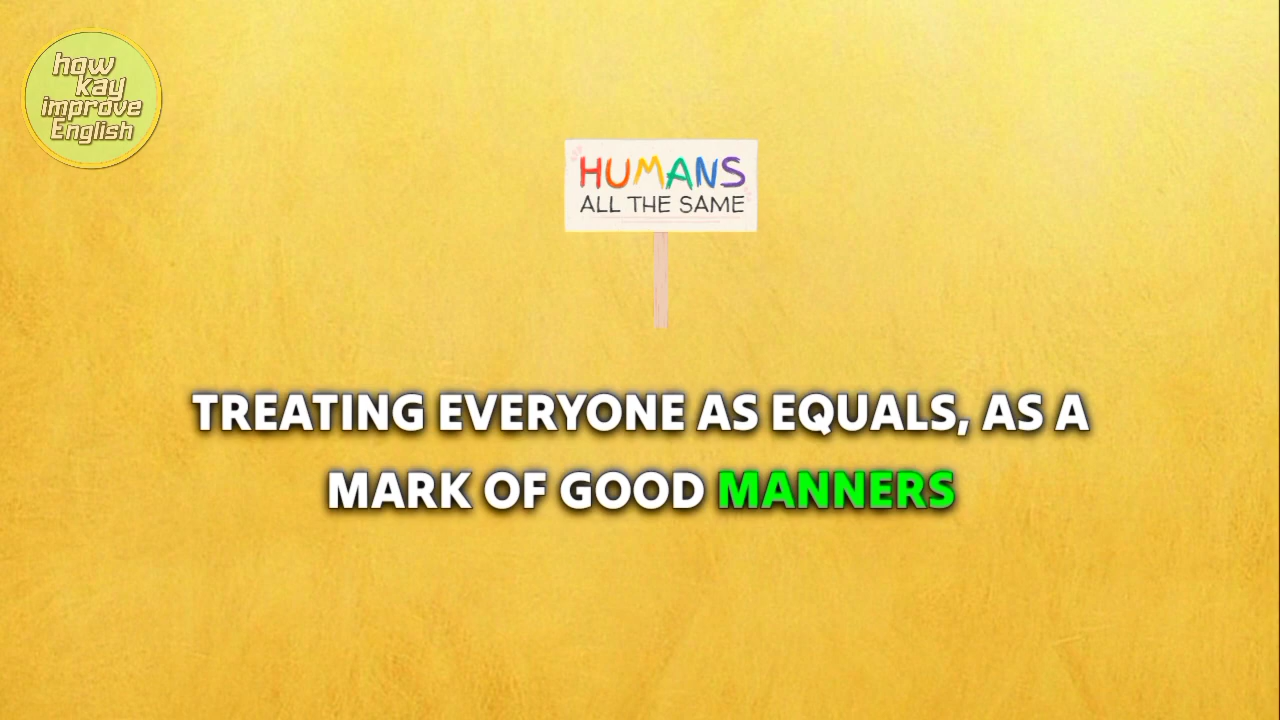 how
kay
improve
English
HUMANS
ALL THE SAME
TREATING EVERYONE AS EQUALS, AS A
MARK OF GOOD MANNERS